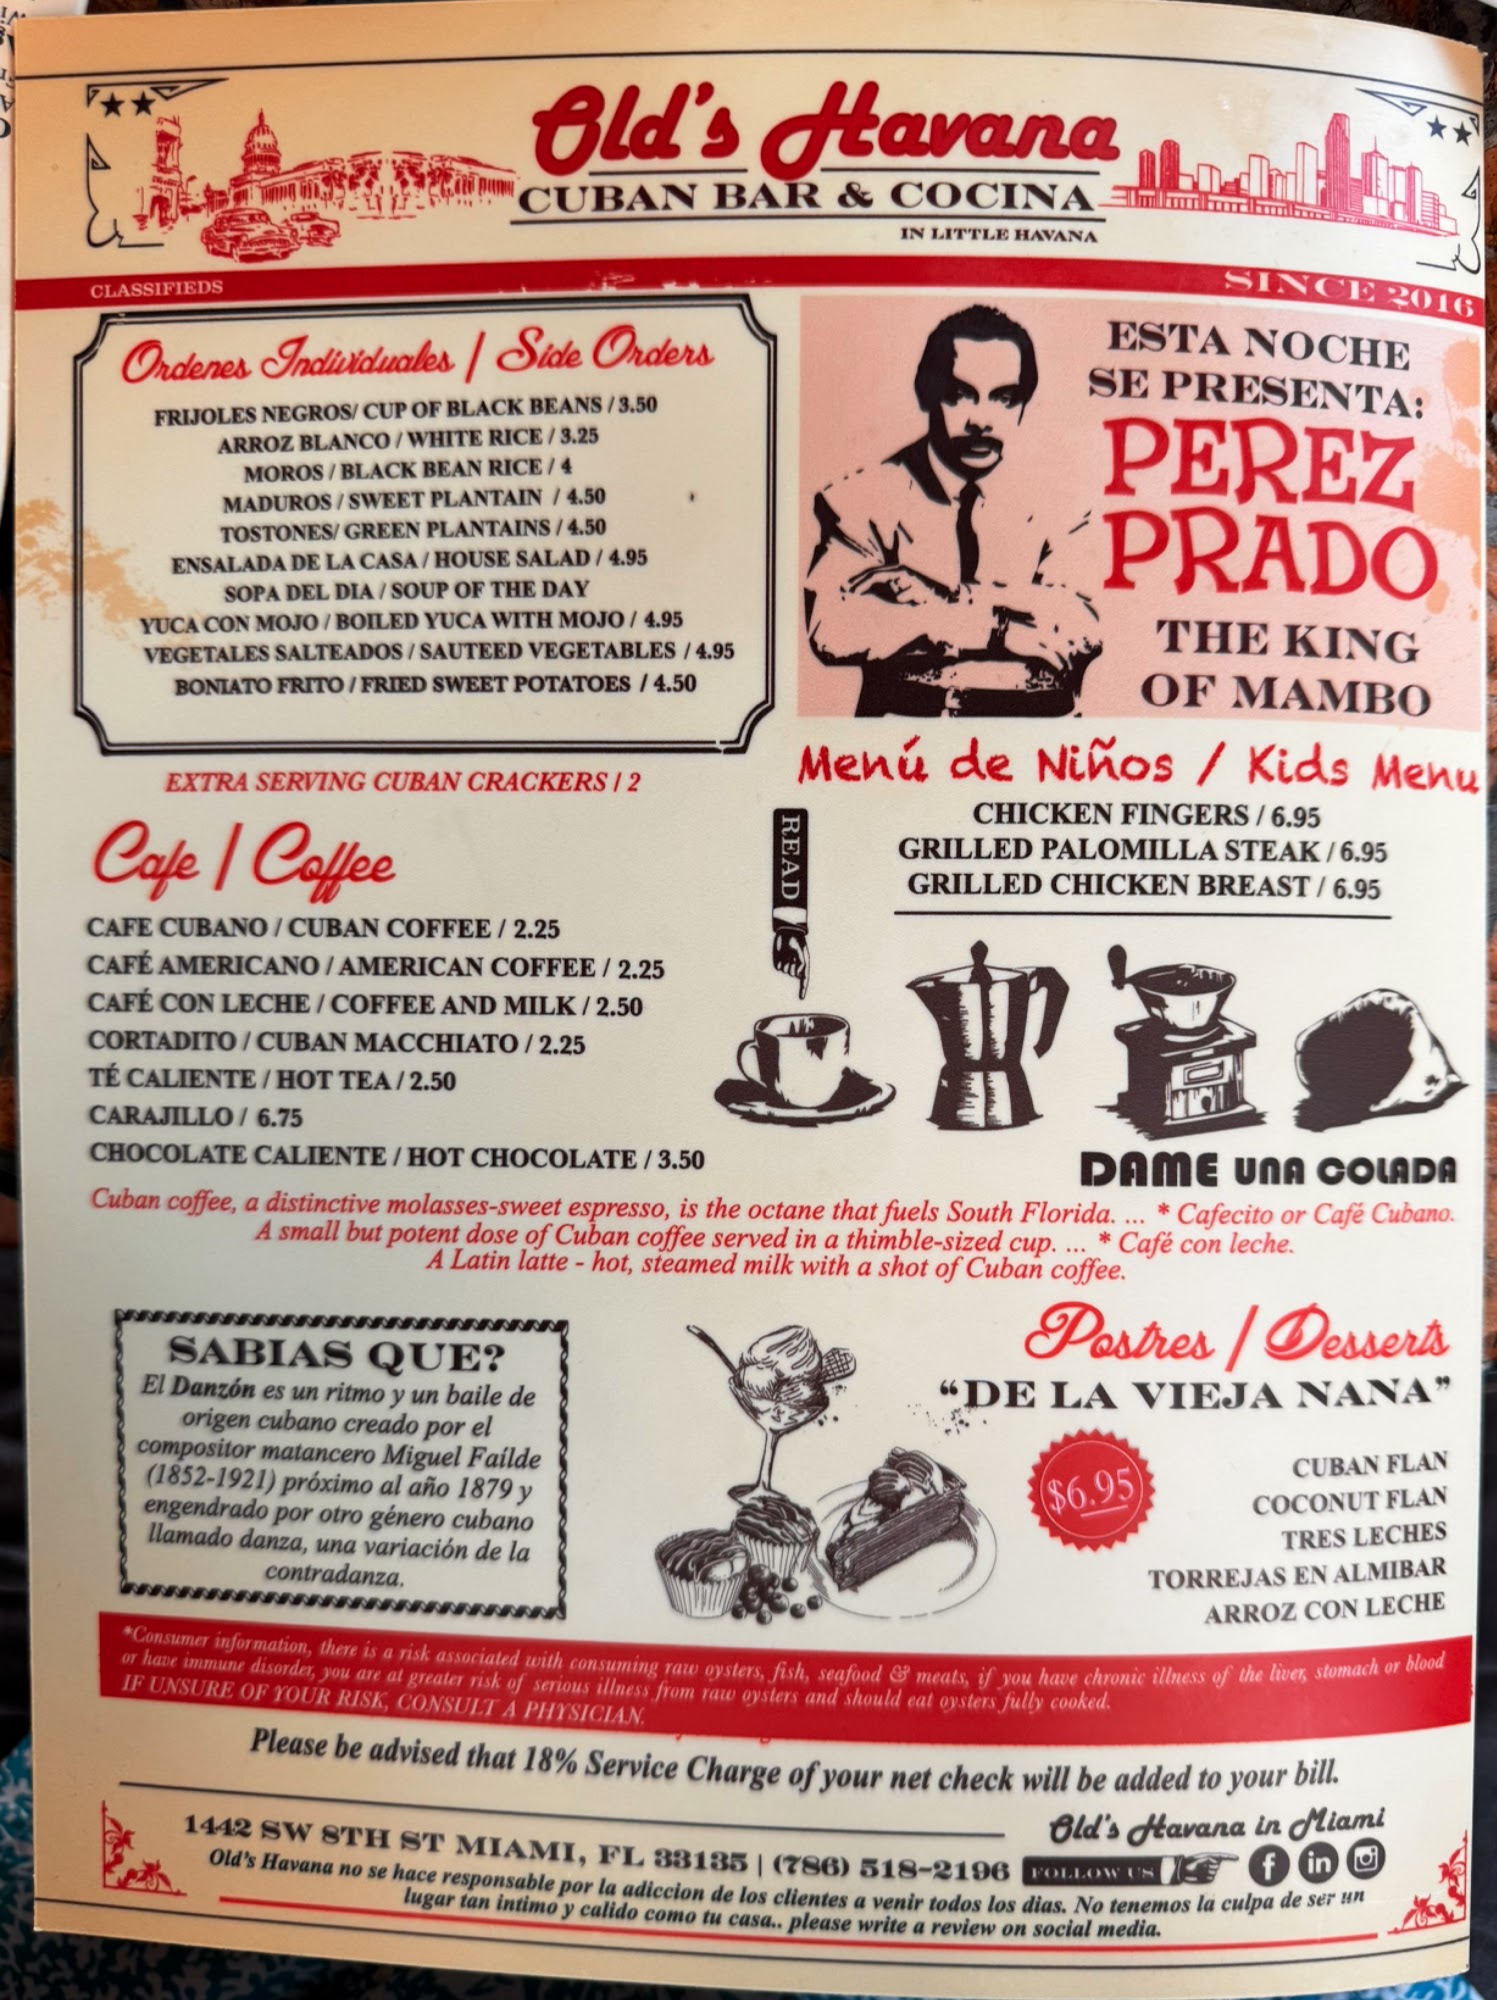 Old's Havana
CUBAN BAR & COCINA
IN LITTLE HAVANA
CLASSIFIEDS
SINCE 2016
Ordenes Individuales / Side Orders
FRIJOLES NEGROS/ CUP OF BLACK BEANS / 3.50
ARROZ BLANCO / WHITE RICE / 3.25
MOROS / BLACK BEAN RICE / 4
MADUROS / SWEET PLANTAIN / 4.50
TOSTONES/ GREEN PLANTAINS / 4.50
ENSALADA DE LA CASA / HOUSE SALAD / 4.95
SOPA DEL DIA / SOUP OF THE DAY
YUCA CON MOJO / BOILED YUCA WITH MOJO / 4.95
VEGETALES SALTEADOS / SAUTEED VEGETABLES / 4.95
BONIATO FRITO / FRIED SWEET POTATOES / 4.50
EXTRA SERVING CUBAN CRACKERS / 2
ESTA NOCHE
SE PRESENTA:
PEREZ
PRADO
THE KING
OF MAMBO
Menú de Niños / Kids Menu
CHICKEN FINGERS / 6.95
GRILLED PALOMILLA STEAK / 6.95
GRILLED CHICKEN BREAST / 6.95
READ
Cafe / Coffee
CAFE CUBANO / CUBAN COFFEE / 2.25
CAFÉ AMERICANO / AMERICAN COFFEE / 2.25
CAFÉ CON LECHE / COFFEE AND MILK / 2.50
CORTADITO / CUBAN MACCHIATO / 2.25
TÉ CALIENTE / HOT TEA / 2.50
CARAJILLO / 6.75
CHOCOLATE CALIENTE / HOT CHOCOLATE / 3.50
DAME UNA COLADA
Cuban coffee, a distinctive molasses-sweet espresso, is the octane that fuels South Florida. ... * Cafecito or Café Cubano.
A small but potent dose of Cuban coffee served in a thimble-sized cup. ... * Café con leche.
A Latin latte - hot, steamed milk with a shot of Cuban coffee.
SABIAS QUE?
El Danzón es un ritmo y un baile de
origen cubano creado por el
compositor matancero Miguel Faílde
(1852-1921) próximo al año 1879 y
engendrado por otro género cubano
llamado danza, una variación de la
contradanza.
Postres / Desserts
"DE LA VIEJA NANA"
$6.95
CUBAN FLAN
COCONUT FLAN
TRES LECHES
TORREJAS EN ALMIBAR
ARROZ CON LECHE
*Consumer information, there is a risk associated with consuming raw oysters, fish, seafood & meats, if you have chronic illness of the liver, stomach or blood
or have immune disorder, you are at greater risk of serious illness from raw oysters and should eat oysters fully cooked.
IF UNSURE OF YOUR RISK, CONSULT A PHYSICIAN.
Please be advised that 18% Service Charge of your net check will be added to your bill.
1442 SW 8TH ST MIAMI, FL 33135 | (786) 518-2196
Old's Havana in Miami
FOLLOW US
f in
Old's Havana no se hace responsable por la adiccion de los clientes a venir todos los dias. No tenemos la culpa de ser un
lugar tan intimo y calido como tu casa.. please write a review on social media.